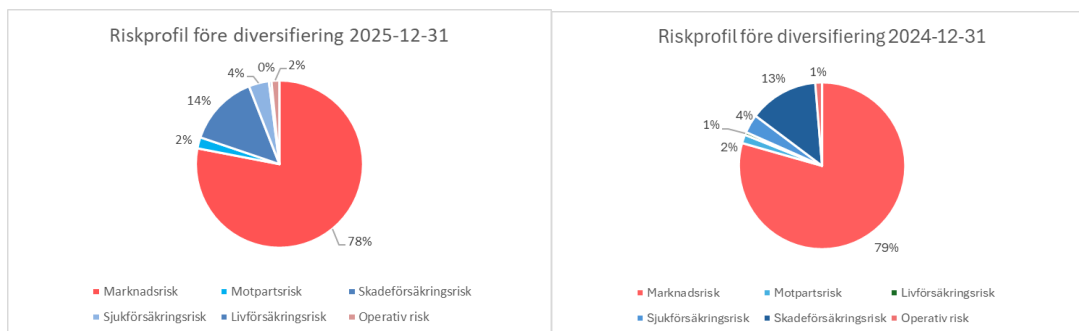 Riskprofil före diversifiering 2025-12-31
0%
2%
4%
14%
2%
78%
Marknadsrisk Motpartsrisk Skadeförsäkringsrisk
Sjukförsäkringsrisk Livförsäkringsrisk Operativ risk
Riskprofil före diversifiering 2024-12-31
13%
1%
4%
1%
2%
79%
Marknadsrisk Motpartsrisk Livförsäkringsrisk
Sjukförsäkringsrisk Skadeförsäkringsrisk Operativ risk